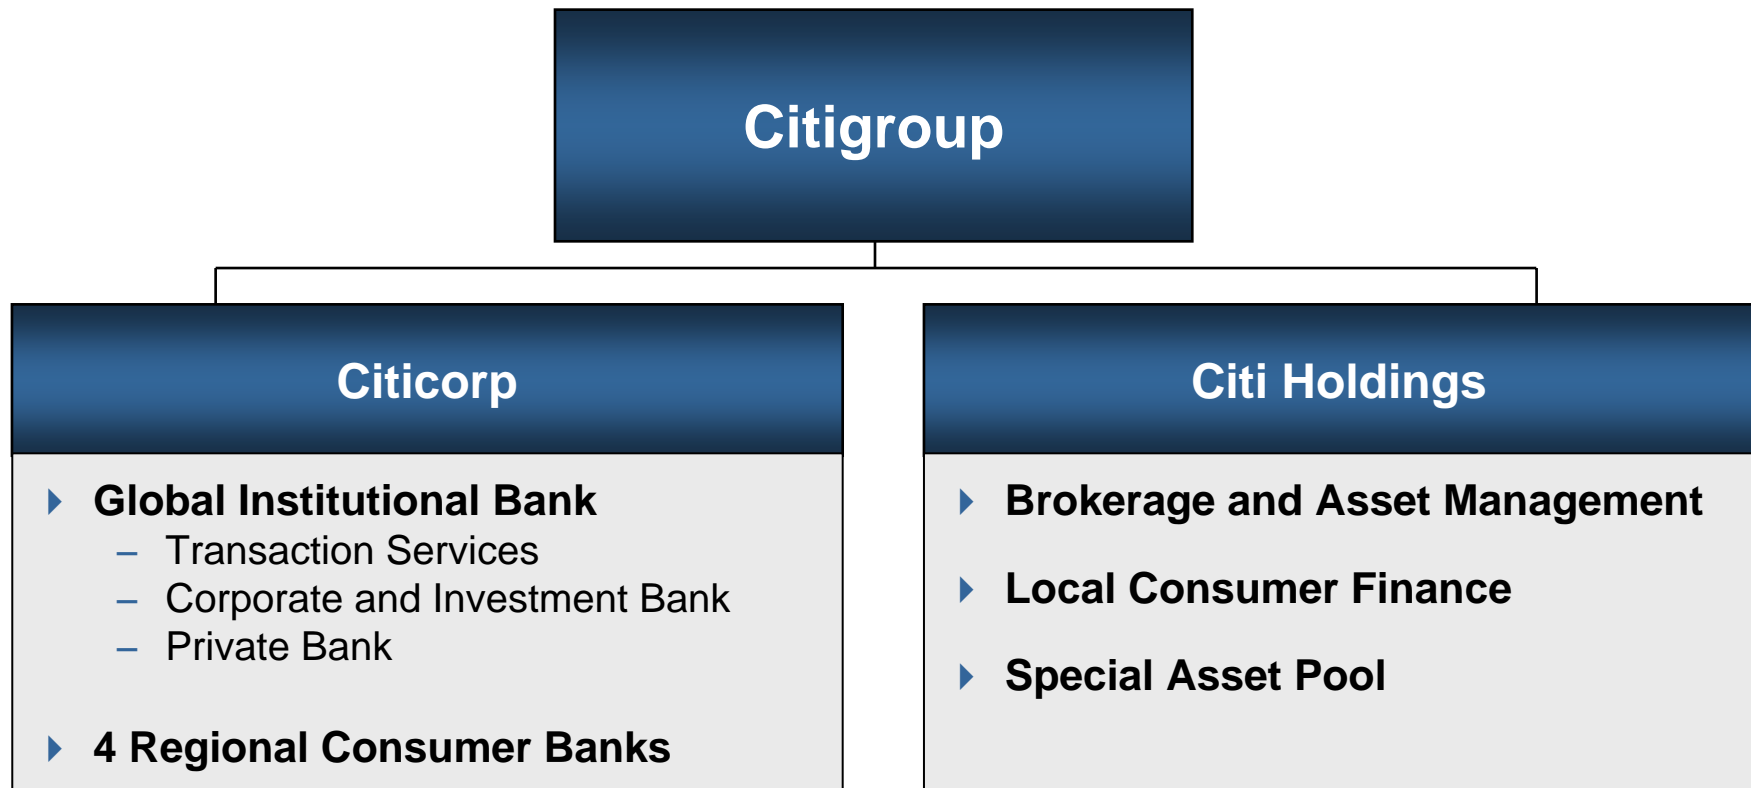 Citigroup
Citicorp
Global Institutional Bank
– Transaction Services
– Corporate and Investment Bank
– Private Bank
4 Regional Consumer Banks
Citi Holdings
Brokerage and Asset Management
Local Consumer Finance
Special Asset Pool